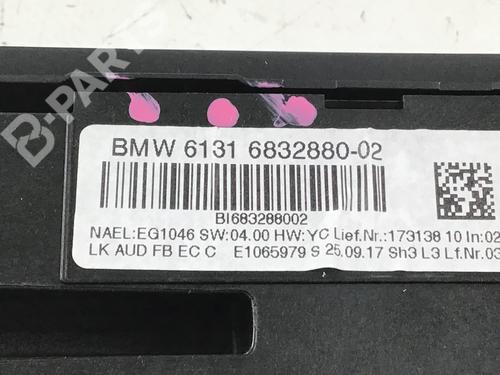 BMW 6131 6832880-02
BI683288002
NAEL:EG1046 SW:04.00 HW:YC Lief.Nr.:173138 10 In:02
LK AUD FB EC C E1065979 S 25.09.17 Sh3 L3 Lf.Nr.03